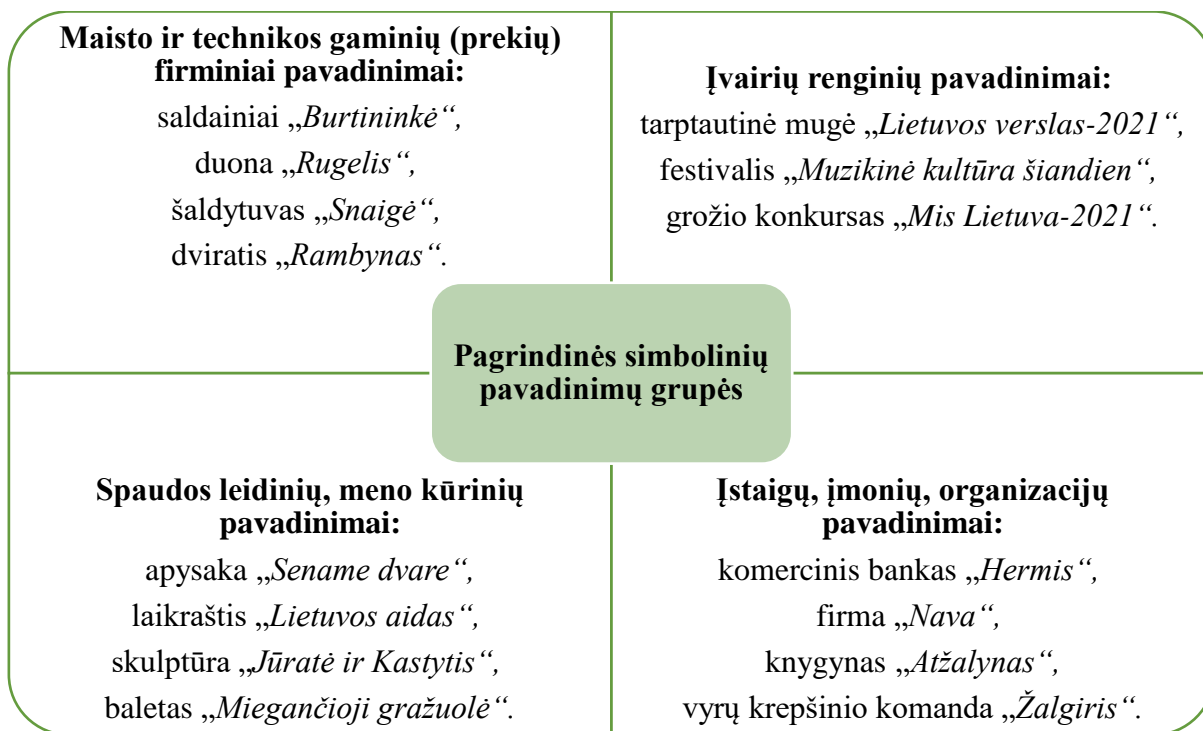 Maisto ir technikos gaminių (prekių)
firminiai pavadinimai:
saldainiai „Burtininkė“,
duona „Rugelis“,
šaldytuvas „Snaigė“,
dviratis „Rambynas“.
Įvairių renginių pavadinimai:
tarptautinė mugė „Lietuvos verslas-2021“,
festivalis „Muzikinė kultūra šiandien“,
grožio konkursas „Mis Lietuva-2021“.
Pagrindinės simbolinių
pavadinimų grupės
Spaudos leidinių, meno kūrinių
pavadinimai:
apysaka „Sename dvare“,
laikraštis „Lietuvos aidas“,
skulptūra „Jūratė ir Kastytis“,
baletas „Miegančioji gražuolė“.
Įstaigų, įmonių, organizacijų
pavadinimai:
komercinis bankas „Hermis“,
firma „Nava“,
knygynas „Atžalynas“,
vyrų krepšinio komanda „Žalgiris“.